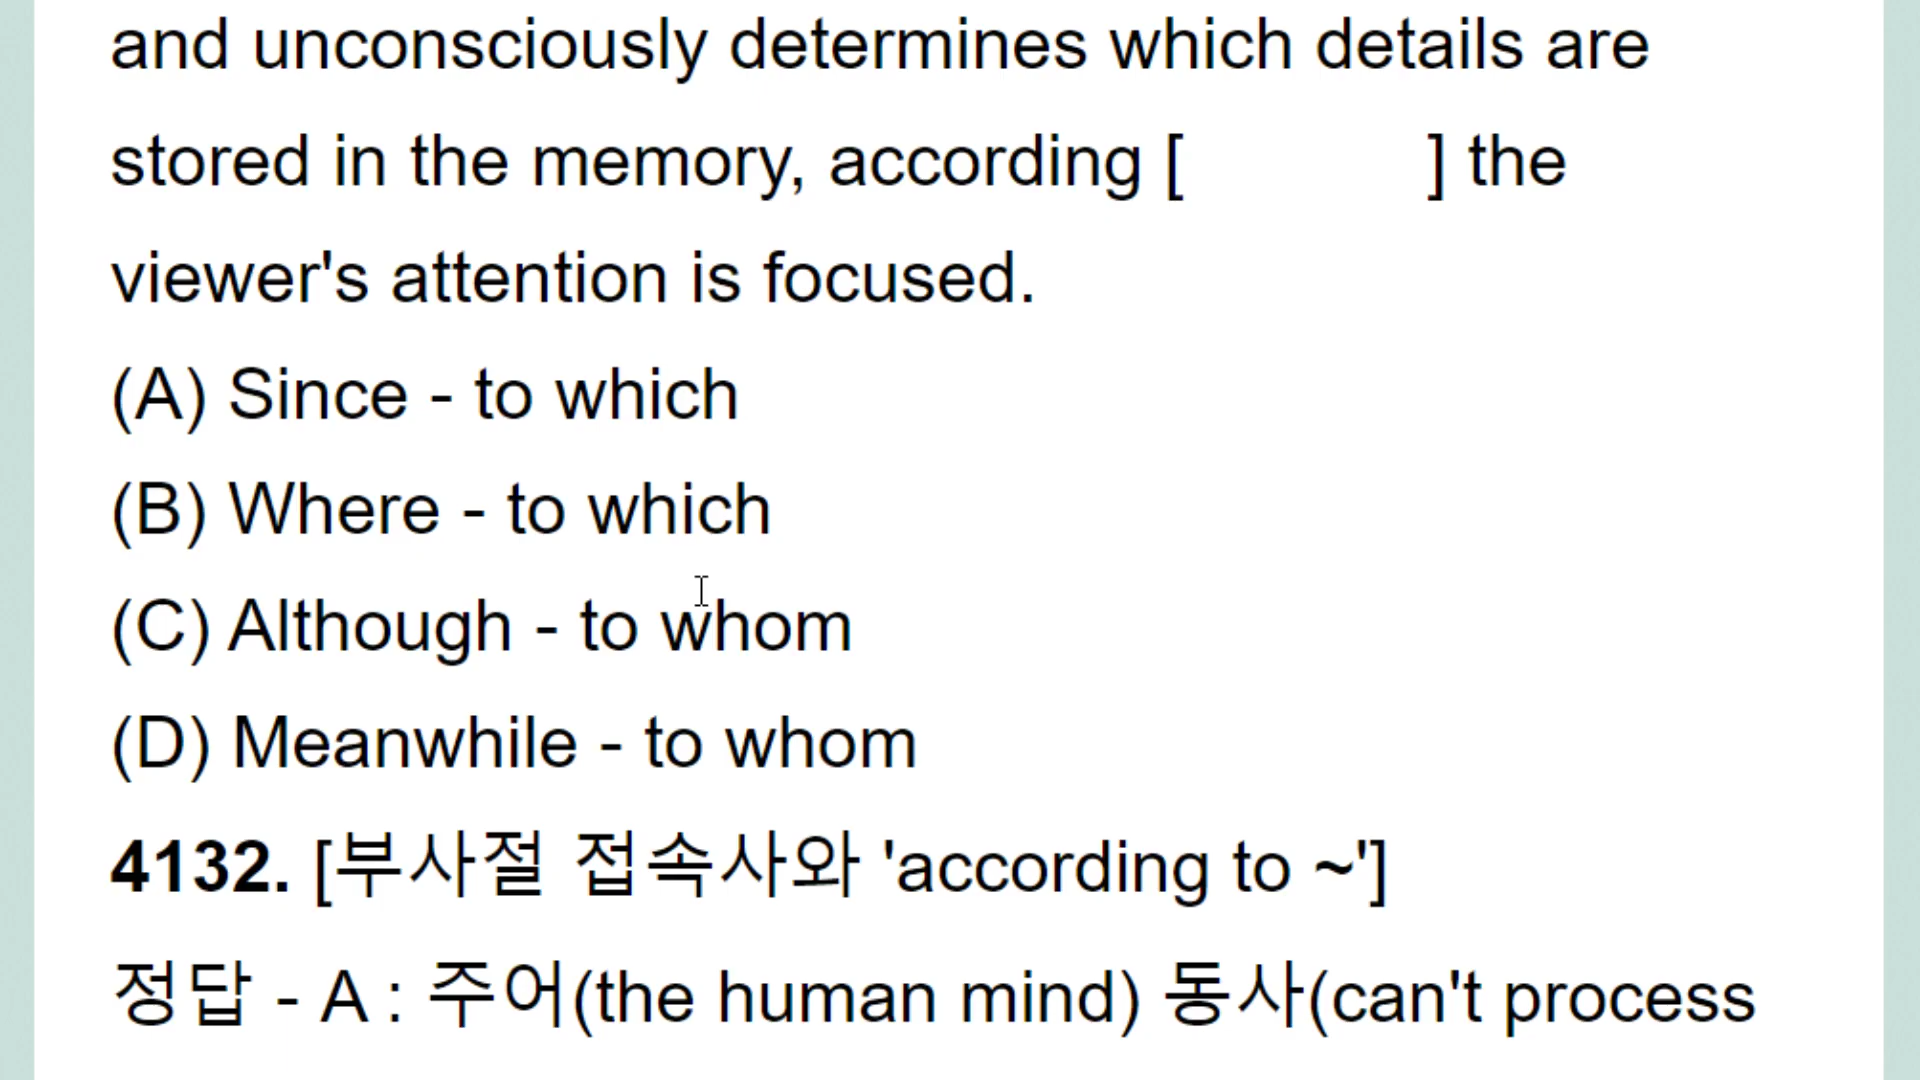 and unconsciously determines which details are
stored in the memory, according [ ] the
viewer's attention is focused.
(A) Since - to which
(B) Where - to which
(C) Although - to whom
(D) Meanwhile - to whom
4132. [부사절 접속사와 'according to ~']
정답 - A : 주어(the human mind) 동사(can't process